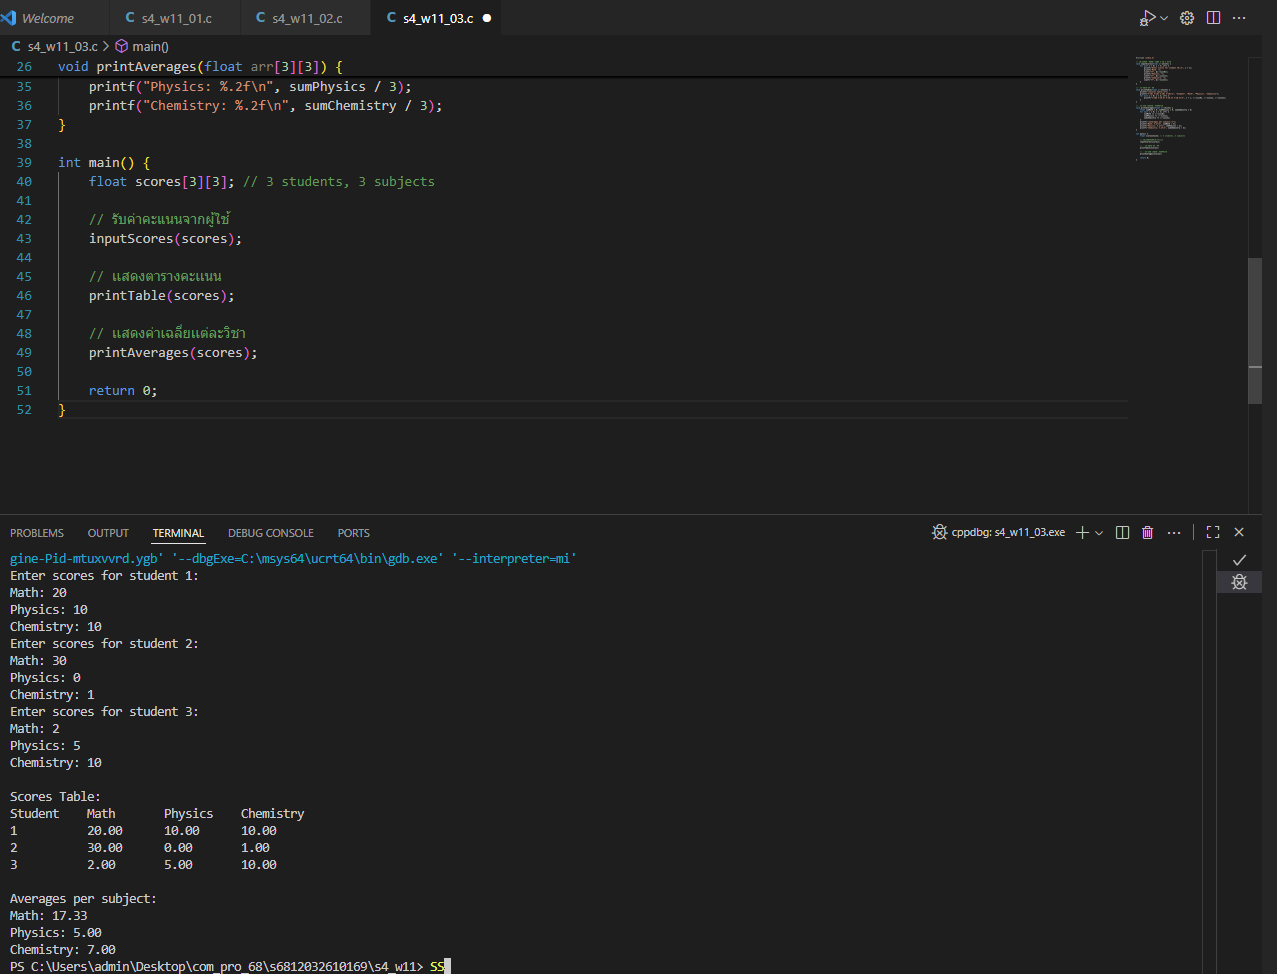 Welcome
C s4_w11_01.c
C s4_w11_02.c
C s4_w11_03.c
C s4_w11_03.c > main()
26 void printAverages(float arr[3][3]) {
35 printf("Physics: %.2f\n", sumPhysics / 3);
36 printf("Chemistry: %.2f\n", sumChemistry / 3);
37 }
38
39 int main() {
40 float scores[3][3]; // 3 students, 3 subjects
41
42 // รับค่าคะแนนจากผู้ใช้
43 inputScores(scores);
44
45 // แสดงตารางคะแนน
46 printTable(scores);
47
48 // แสดงค่าเฉลี่ยแต่ละวิชา
49 printAverages(scores);
50
51 return 0;
52 }
PROBLEMS OUTPUT TERMINAL DEBUG CONSOLE PORTS cppdbg: s4_w11_03.exe
gine-Pid-mtuxvvrd.ygb' '--dbgExe=C:\msys64\ucrt64\bin\gdb.exe' '--interpreter=mi'
Enter scores for student 1:
Math: 20
Physics: 10
Chemistry: 10
Enter scores for student 2:
Math: 30
Physics: 0
Chemistry: 1
Enter scores for student 3:
Math: 2
Physics: 5
Chemistry: 10
Scores Table:
Student Math Physics Chemistry
1 20.00 10.00 10.00
2 30.00 0.00 1.00
3 2.00 5.00 10.00
Averages per subject:
Math: 17.33
Physics: 5.00
Chemistry: 7.00
PS C:\Users\admin\Desktop\com_pro_68\s6812032610169\s4_w11> SS